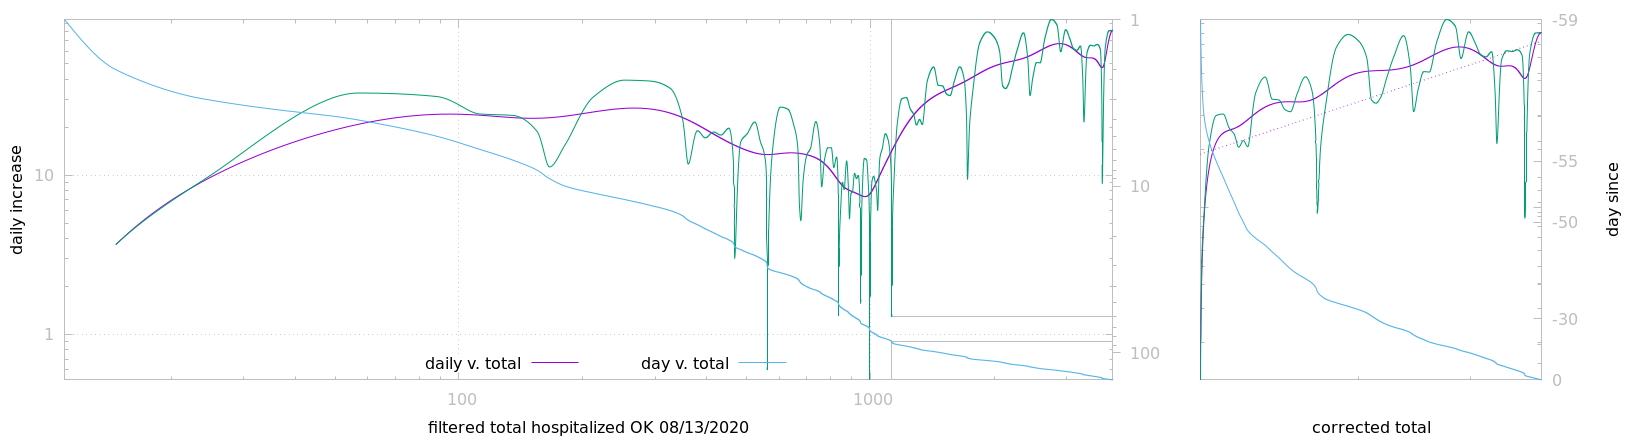 daily increase
10
1
daily v. total
day v. total
100
1000
filtered total hospitalized OK 08/13/2020
1
10
100
-59
-55
-50
-30
0
day since
corrected total